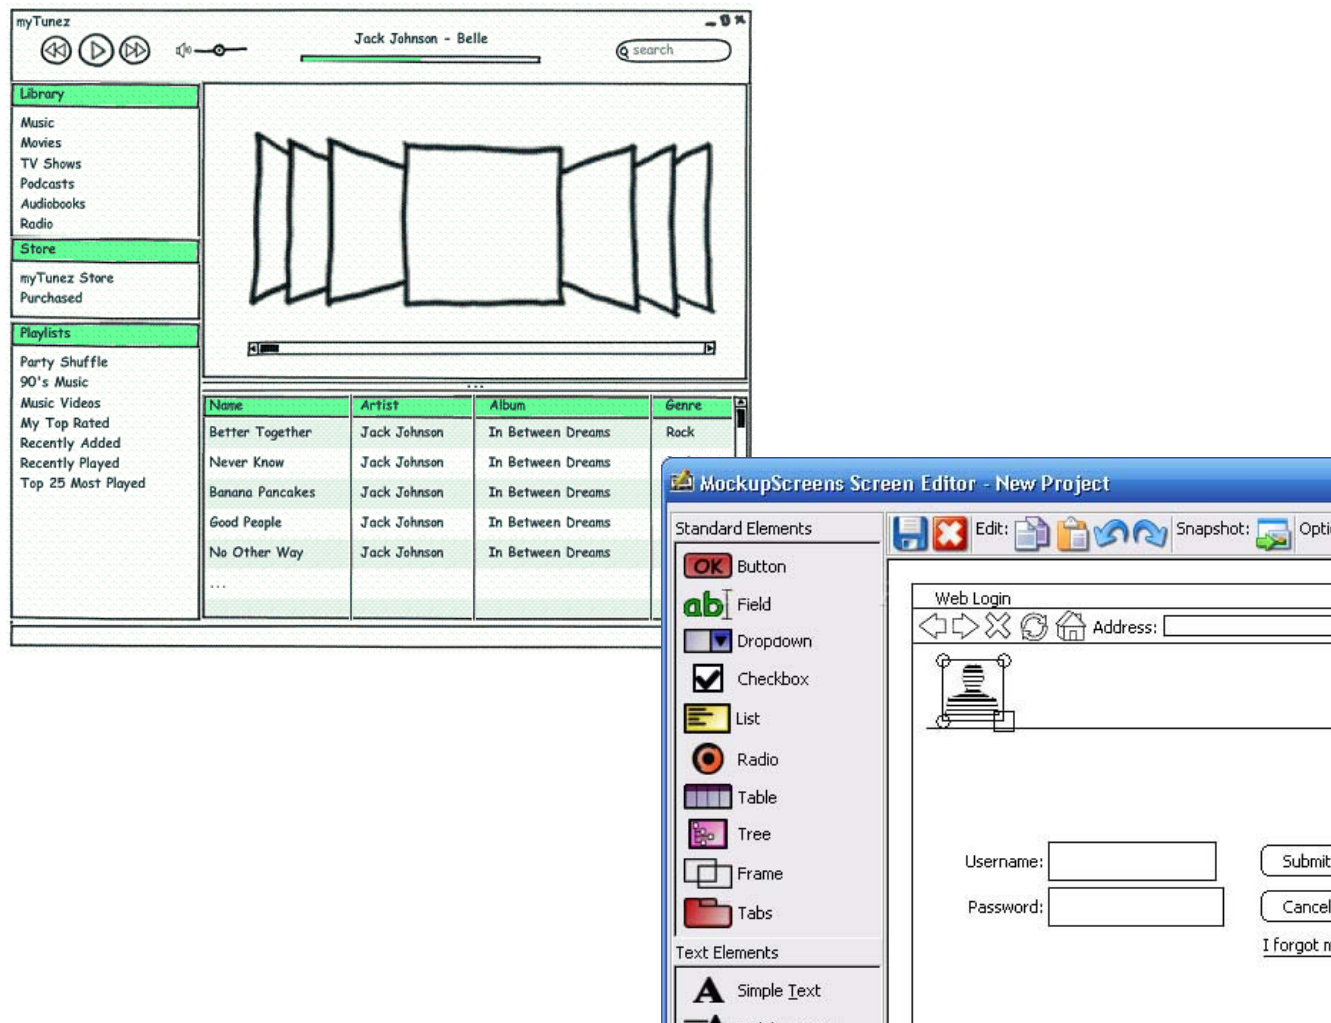 myTunez
Jack Johnson - Belle
search
Library
Music
Movies
TV Shows
Podcasts
Audiobooks
Radio
Store
myTunez Store
Purchased
Playlists
Party Shuffle
90's Music
Music Videos
My Top Rated
Recently Added
Recently Played
Top 25 Most Played
Name Artist Album Genre
Better Together Jack Johnson In Between Dreams Rock
Never Know Jack Johnson In Between Dreams
Banana Pancakes Jack Johnson In Between Dreams
Good People Jack Johnson In Between Dreams
No Other Way Jack Johnson In Between Dreams
...
MockupScreens Screen Editor - New Project
Standard Elements
Edit: Snapshot: Opti
OK Button
ab Field
Dropdown
Checkbox
List
Radio
Table
Tree
Frame
Tabs
Text Elements
A Simple Text
Web Login
Address:
Username:
Submit
Password:
Cancel
I forgot